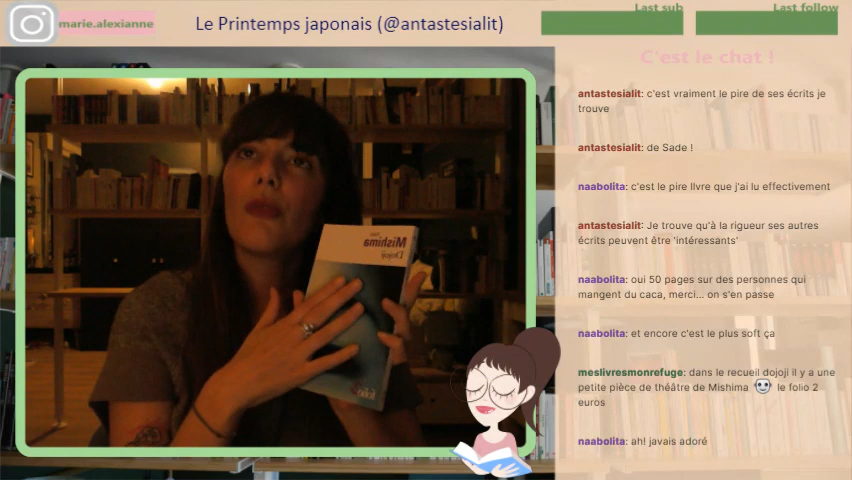 marie.alexianne
Le Printemps japonais (@antastesialit)
Last sub
Last follow
C'est le chat !
antastesialit: c'est vraiment le pire de ses écrits je
trouve
antastesialit: de Sade !
naabolita: c'est le pire lIvre que j'ai lu effectivement
antastesialit: Je trouve qu'à la rigueur ses autres
écrits peuvent être 'intéressants'
naabolita: oui 50 pages sur des personnes qui
mangent du caca, merci... on s'en passe
naabolita: et encore c'est le plus soft ça
meslivresmonrefuge: dans le recueil dojoji il y a une
petite pièce de théâtre de Mishima le folio 2
euros
naabolita: ah! javais adoré
Mishima
Dojoji